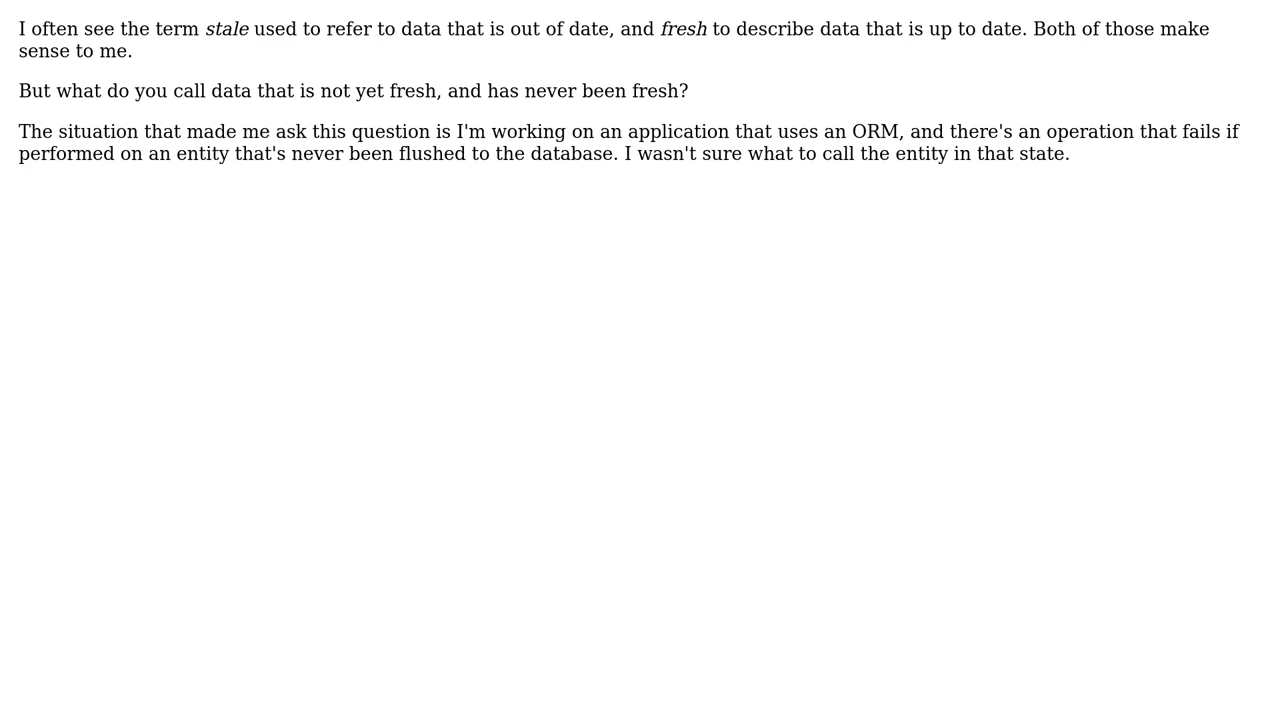 I often see the term stale used to refer to data that is out of date, and fresh to describe data that is up to date. Both of those make
sense to me.
But what do you call data that is not yet fresh, and has never been fresh?
The situation that made me ask this question is I'm working on an application that uses an ORM, and there's an operation that fails if
performed on an entity that's never been flushed to the database. I wasn't sure what to call the entity in that state.